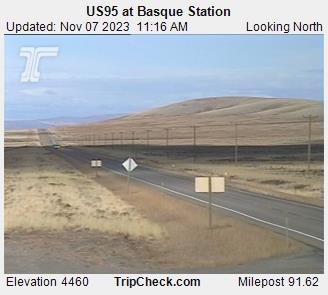 US95 at Basque Station
Updated: Nov 07 2023 11:16 AM Looking North
Elevation 4460 TripCheck.com Milepost 91.62